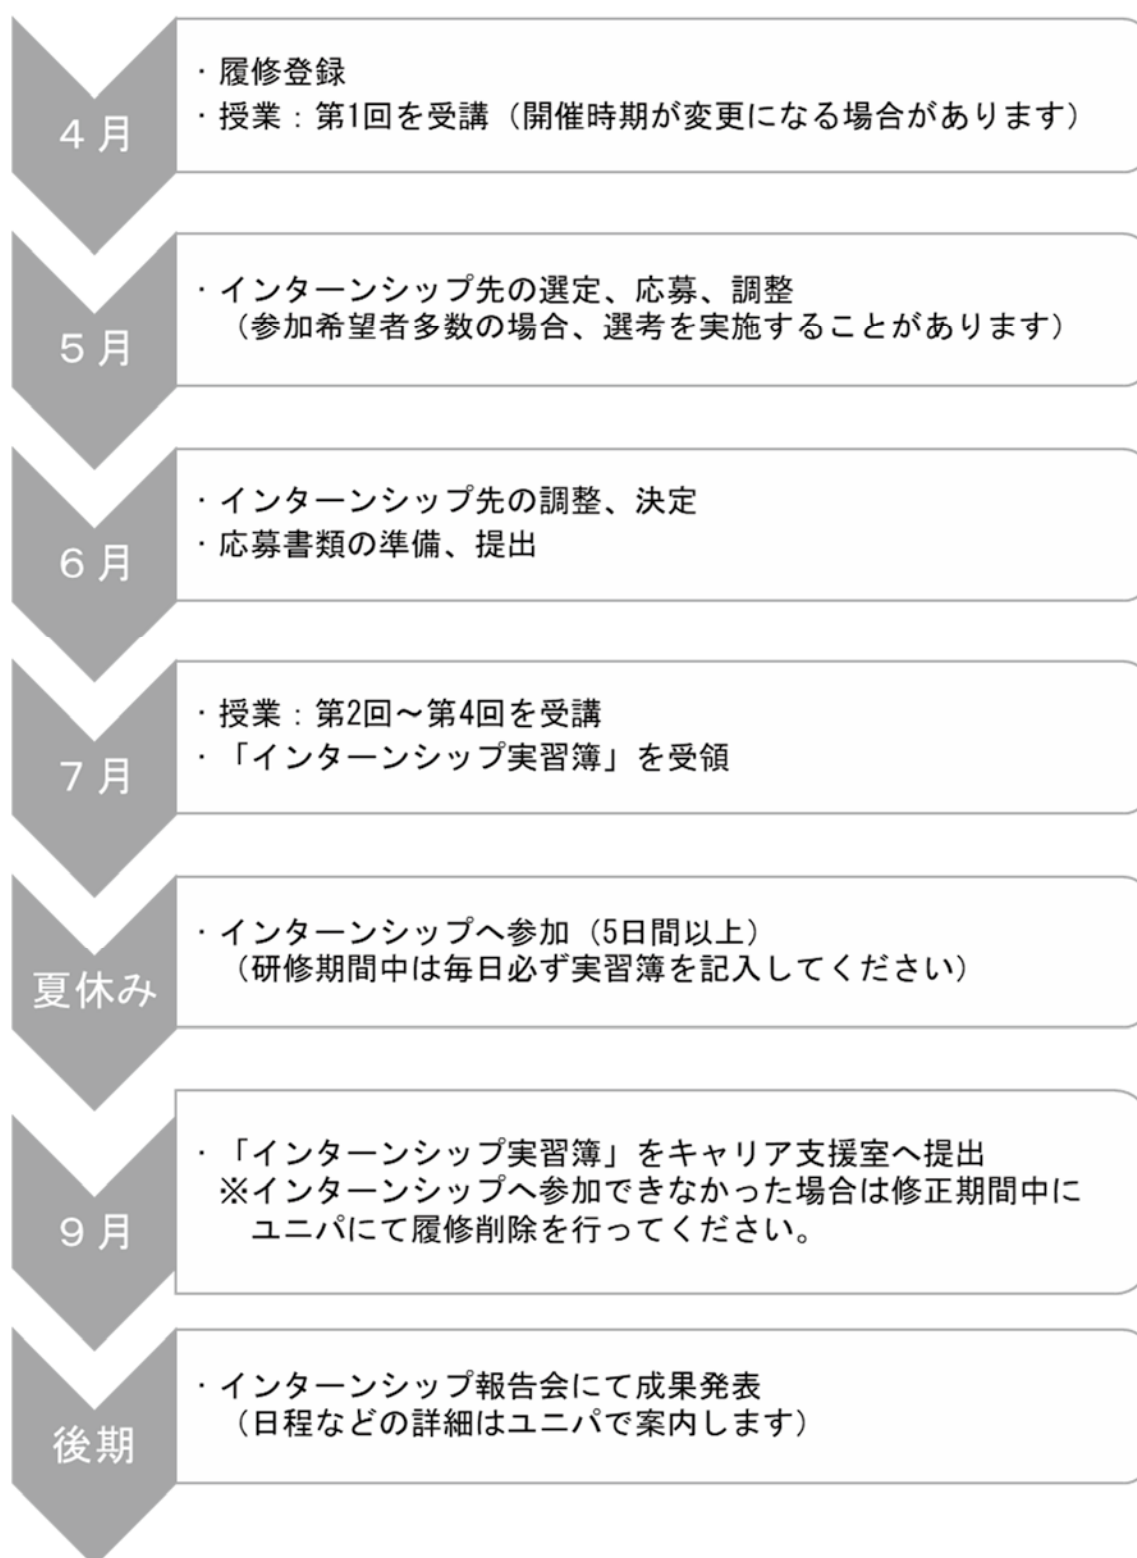 4月
・履修登録
・授業：第1回を受講（開催時期が変更になる場合があります）
5月
・インターンシップ先の選定、応募、調整
（参加希望者多数の場合、選考を実施することがあります）
6月
・インターンシップ先の調整、決定
・応募書類の準備、提出
7月
・授業：第2回～第4回を受講
・「インターンシップ実習簿」を受領
夏休み
・インターンシップへ参加（5日間以上）
（研修期間中は毎日必ず実習簿を記入してください）
9月
・「インターンシップ実習簿」をキャリア支援室へ提出
※インターンシップへ参加できなかった場合は修正期間中に
ユニパにて履修削除を行ってください。
後期
・インターンシップ報告会にて成果発表
（日程などの詳細はユニパで案内します）